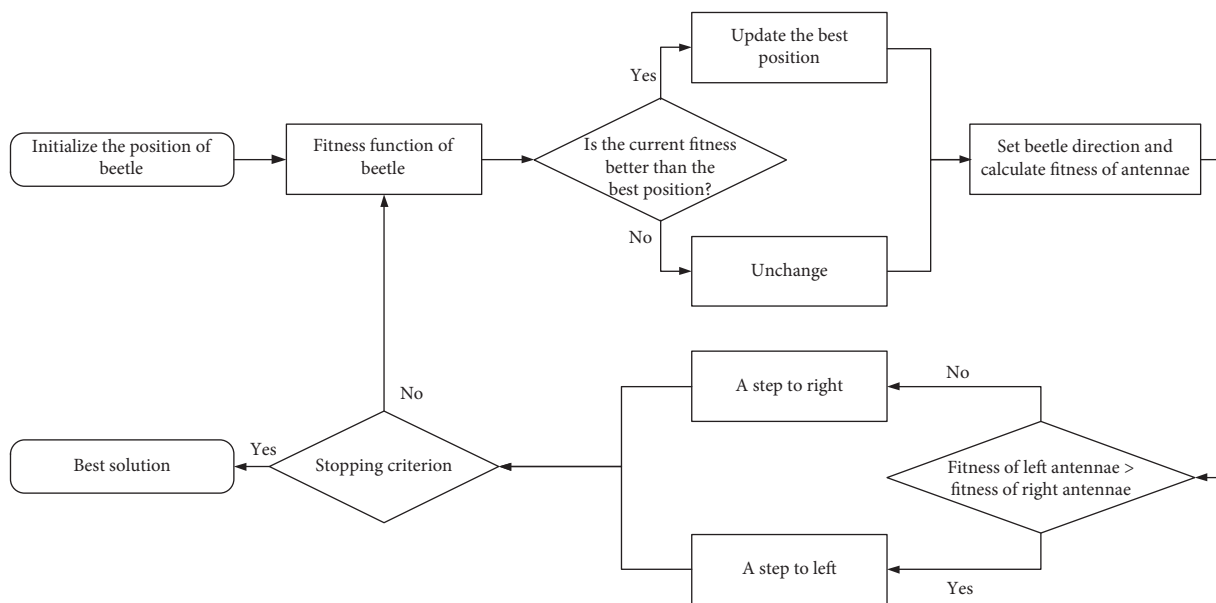 Initialize the position of
beetle
Fitness function of
beetle
Is the current fitness
better than the
best position?
Yes
Update the best
position
No
Unchange
Set beetle direction and
calculate fitness of antennae
Fitness of left antennae >
fitness of right antennae
No
A step to right
Yes
A step to left
Stopping criterion
No
Yes
Best solution